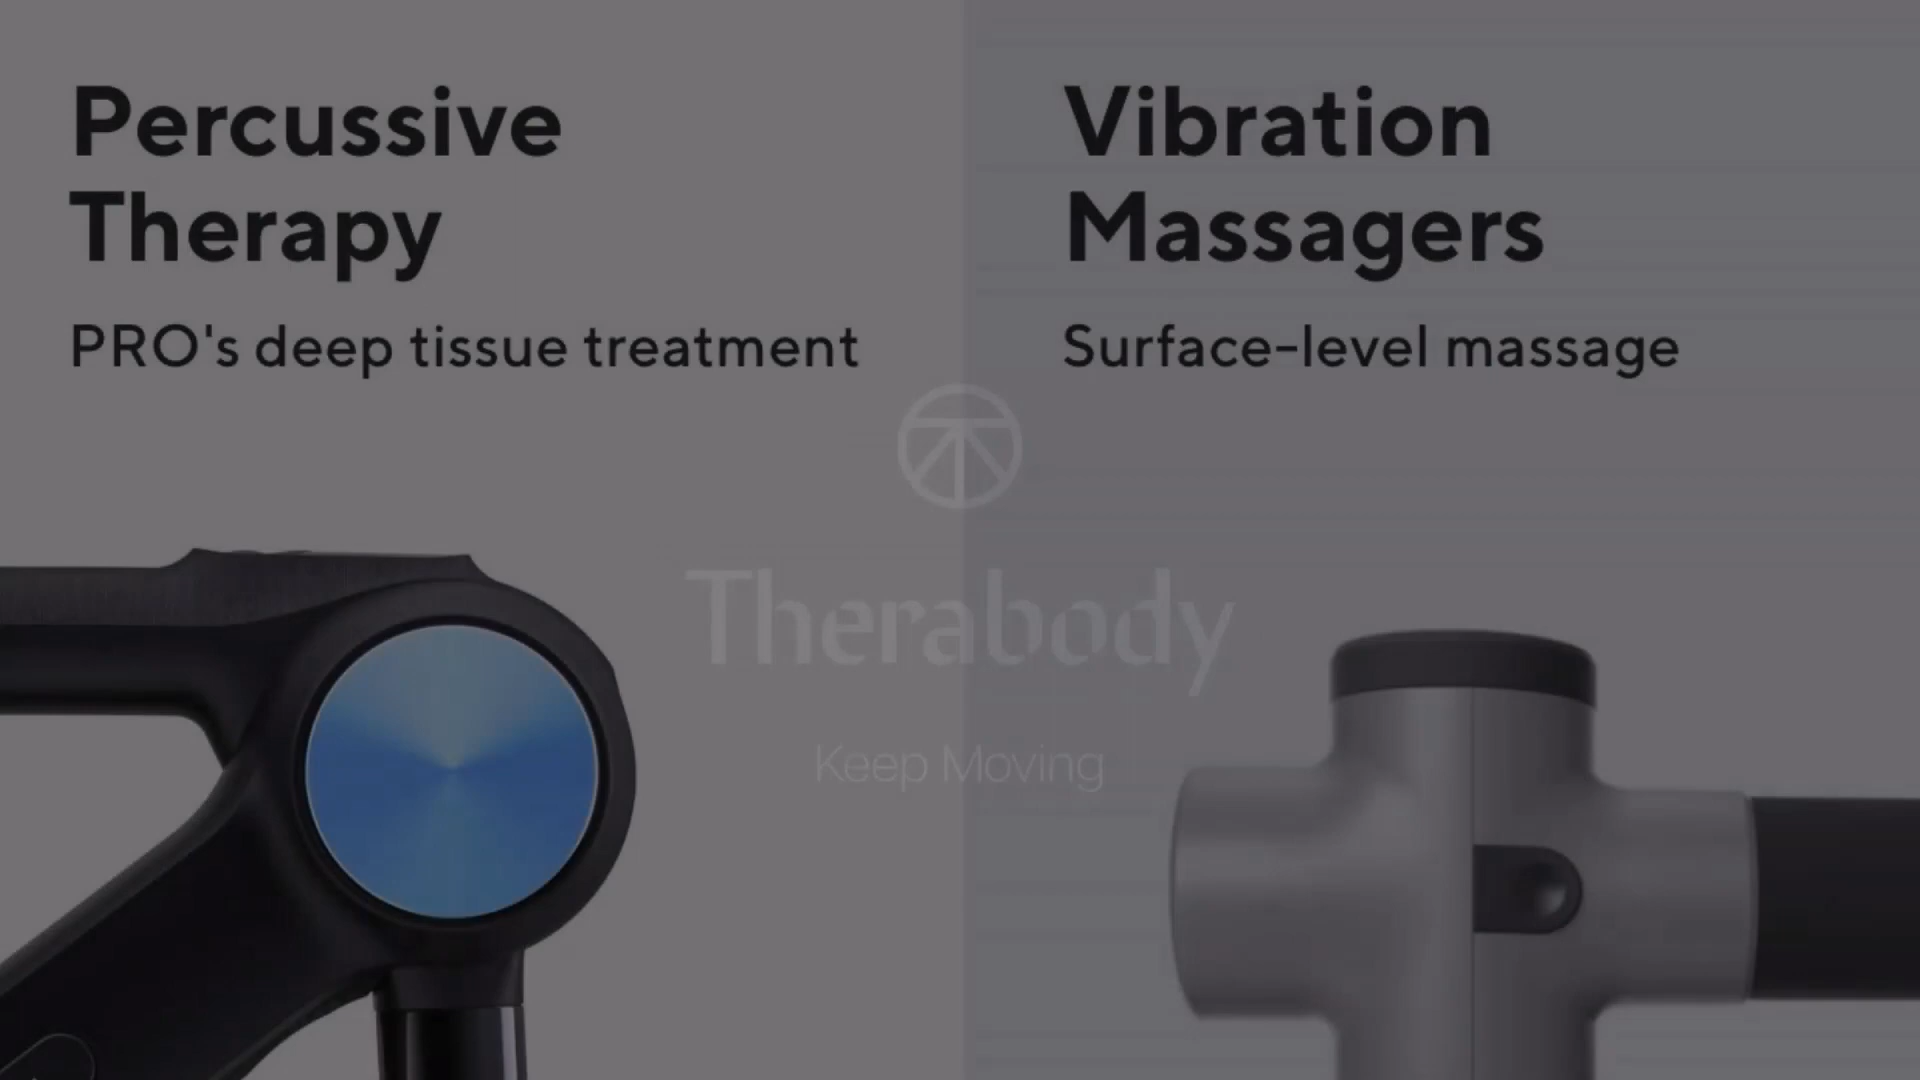 Percussive
Therapy
PRO's deep tissue treatment
Vibration
Massagers
Surface-level massage
Therabody
Keep Moving